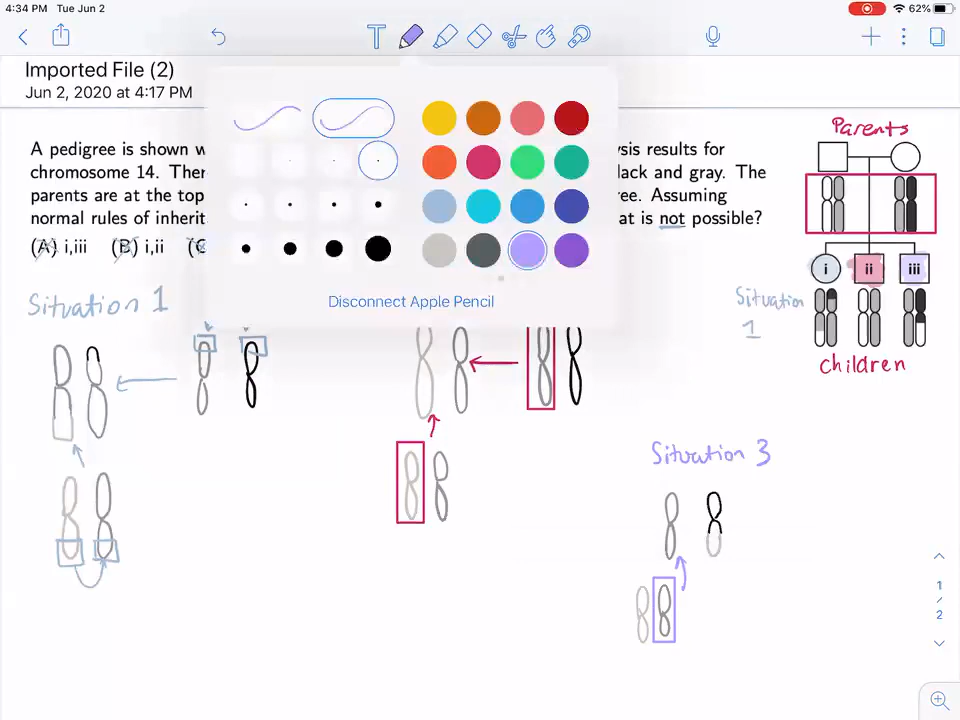 4:34 PM Tue Jun 2
62%
Imported File (2)
Jun 2, 2020 at 4:17 PM
A pedigree is shown w
ysis results for
chromosome 14. Ther
lack and gray. The
parents are at the top
ree. Assuming
normal rules of inherit
at is not possible?
(A) i,iii (B) i,ii (C
Disconnect Apple Pencil
Parents
i ii iii
Situation
1
Children
Situation 1
Situation 3
1
/
2